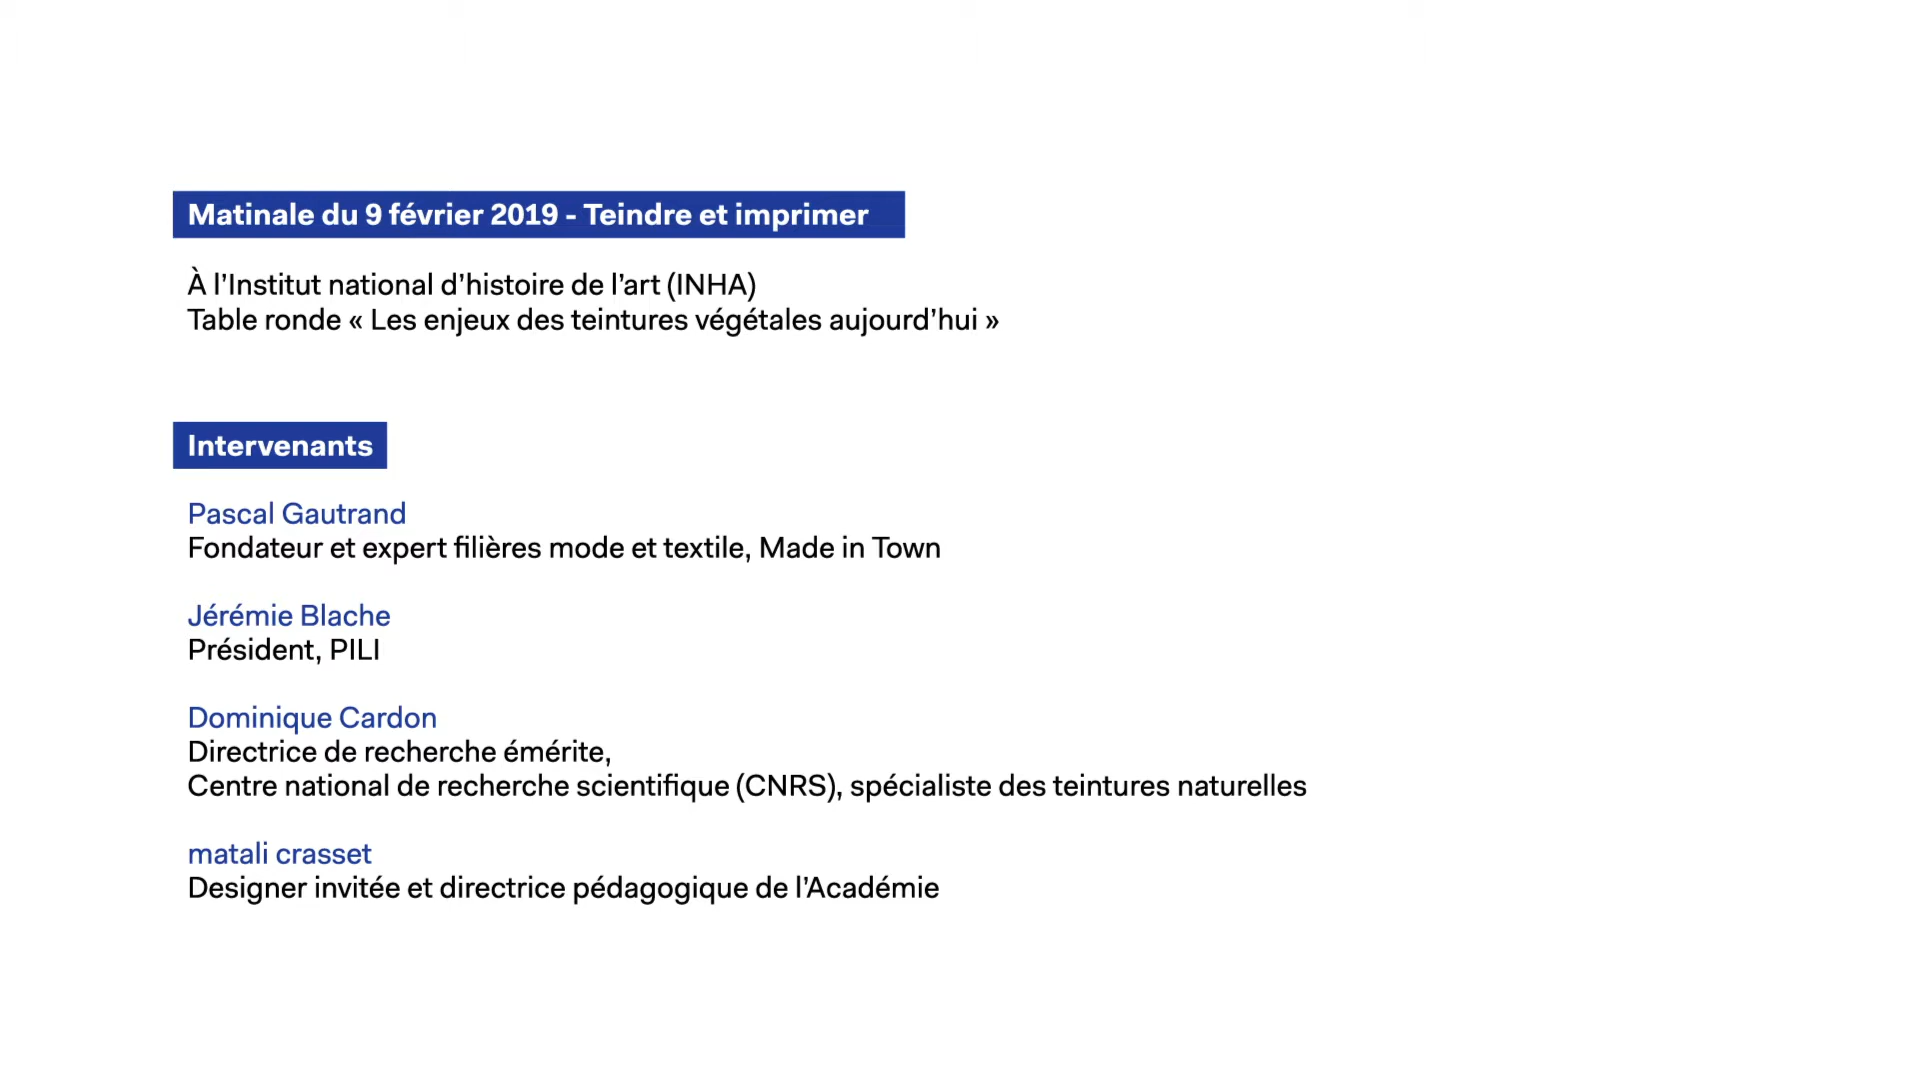 Matinale du 9 février 2019 - Teindre et imprimer
À l’Institut national d’histoire de l’art (INHA)
Table ronde « Les enjeux des teintures végétales aujourd’hui »
Intervenants
Pascal Gautrand
Fondateur et expert filières mode et textile, Made in Town
Jérémie Blache
Président, PILI
Dominique Cardon
Directrice de recherche émérite,
Centre national de recherche scientifique (CNRS), spécialiste des teintures naturelles
matali crasset
Designer invitée et directrice pédagogique de l’Académie